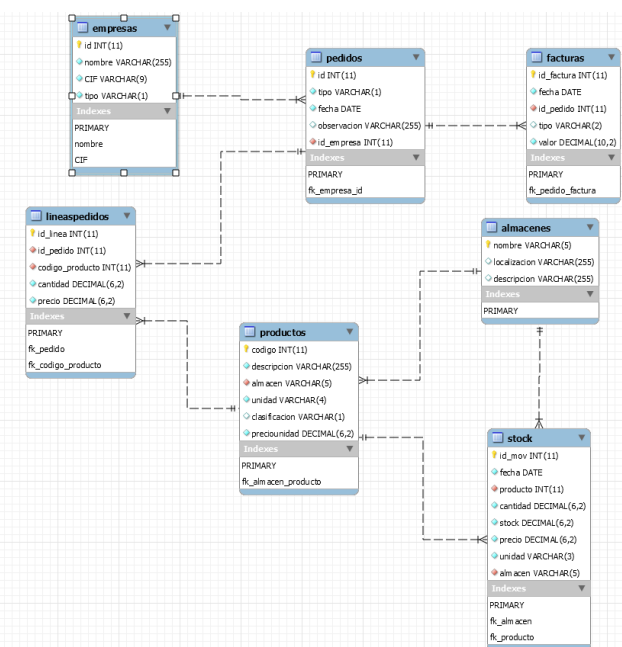 empresas
id INT(11)
nombre VARCHAR(255)
CIF VARCHAR(9)
tipo VARCHAR(1)
Indexes
PRIMARY
nombre
CIF
pedidos
id INT(11)
tipo VARCHAR(1)
fecha DATE
observacion VARCHAR(255)
id_empresa INT(11)
Indexes
PRIMARY
fk_empresa_id
facturas
id_factura INT(11)
fecha DATE
id_pedido INT(11)
tipo VARCHAR(2)
valor DECIMAL(10,2)
Indexes
PRIMARY
fk_pedido_factura
lineaspedidos
id_linea INT(11)
id_pedido INT(11)
codigo_producto INT(11)
cantidad DECIMAL(6,2)
precio DECIMAL(6,2)
Indexes
PRIMARY
fk_pedido
fk_codigo_producto
almacenes
nombre VARCHAR(5)
localizacion VARCHAR(255)
descripcion VARCHAR(255)
Indexes
PRIMARY
productos
codigo INT(11)
descripcion VARCHAR(255)
almacen VARCHAR(5)
unidad VARCHAR(4)
clasificacion VARCHAR(1)
preciounidad DECIMAL(6,2)
Indexes
PRIMARY
fk_almacen_producto
stock
id_mov INT(11)
fecha DATE
producto INT(11)
cantidad DECIMAL(6,2)
stock DECIMAL(6,2)
precio DECIMAL(6,2)
unidad VARCHAR(3)
almacen VARCHAR(5)
Indexes
PRIMARY
fk_almacen
fk_producto